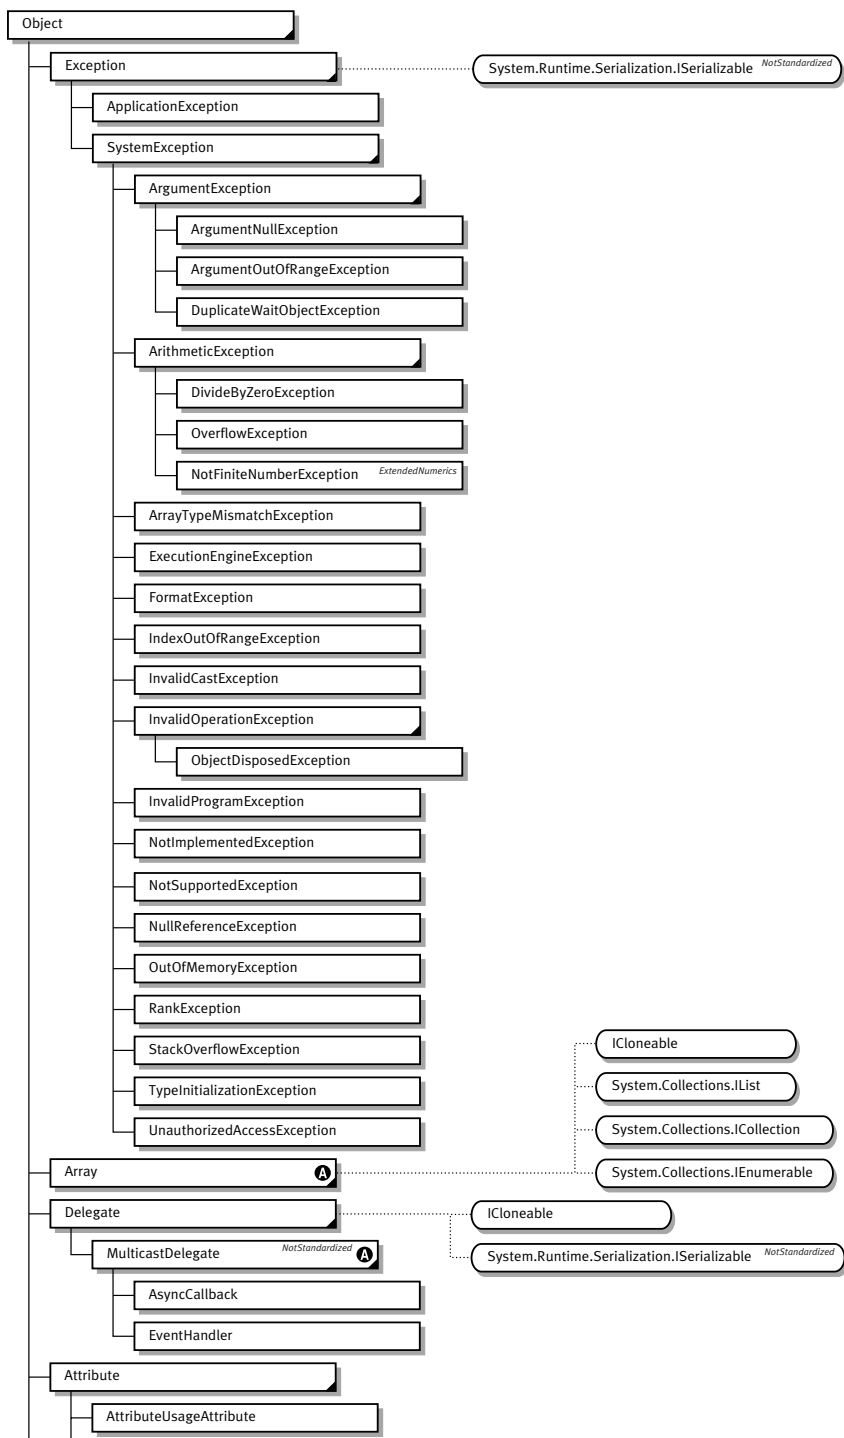 Object
Exception
System.Runtime.Serialization.ISerializable NotStandardized
ApplicationException
SystemException
ArgumentException
ArgumentNullException
ArgumentOutOfRangeException
DuplicateWaitObjectException
ArithmeticException
DivideByZeroException
OverflowException
NotFiniteNumberException ExtendedNumerics
ArrayTypeMismatchException
ExecutionEngineException
FormatException
IndexOutOfRangeException
InvalidCastException
InvalidOperationException
ObjectDisposedException
InvalidProgramException
NotImplementedException
NotSupportedException
NullReferenceException
OutOfMemoryException
RankException
StackOverflowException
ICloneable
TypeInitializationException
System.Collections.IList
UnauthorizedAccessException
System.Collections.ICollection
Array A
System.Collections.IEnumerable
Delegate
ICloneable
MulticastDelegate NotStandardized A
System.Runtime.Serialization.ISerializable NotStandardized
AsyncCallback
EventHandler
Attribute
AttributeUsageAttribute